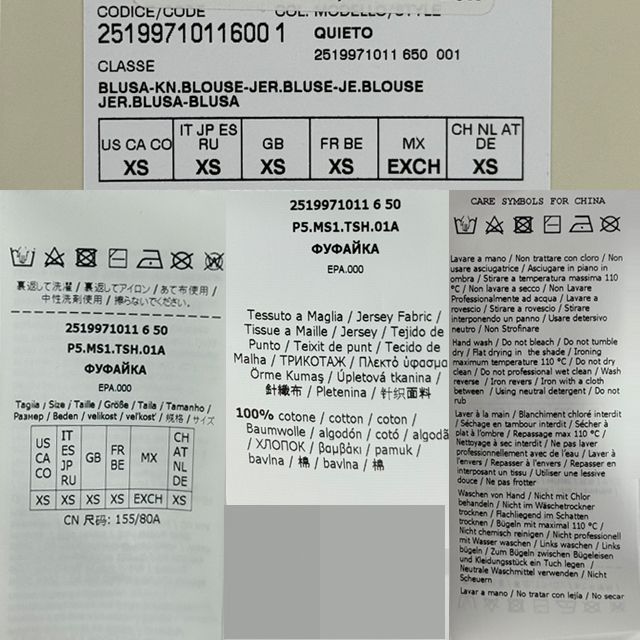 CODICE/CODE COL. MODELLO/STYLE
2519971011600 1 QUIETO
2519971011 650 001
CLASSE
BLUSA-KN.BLOUSE-JER.BLUSE-JE.BLOUSE
JER.BLUSA-BLUSA
US CA CO IT JP ES RU GB FR BE MX CH NL AT DE
XS XS XS XS EXCH XS
裏返して洗濯 / 裏返してアイロン / あて布使用 /
中性洗剤使用 / 擦らないでください。
2519971011 6 50
P5.MS1.TSH.01A
ФУФАЙКА
EPA.000
Taglia / Size / Taille / Größe / Talla / Tamanho /
Размер / Beden / velikost / veľkosť / 规格 / サイズ
US CA CO IT ES JP RU GB FR BE MX CH AT NL DE
XS XS XS XS EXCH XS
CN 尺码: 155/80A
2519971011 6 50
P5.MS1.TSH.01A
ФУФАЙКА
EPA.000
Tessuto a Maglia / Jersey Fabric /
Tissue a Maille / Jersey / Tejido de
Punto / Teixit de punt / Tecido de
Malha / ТРИКОТАЖ / Πλεκτό ύφασμα
Örme Kumaş / Úpletová tkanina /
針織布 / Pletenina / 针织面料
100% cotone / cotton / coton /
Baumwolle / algodón / cotó / algodã
/ ХЛОПОК / βαμβάκι / pamuk /
bavlna / 棉 / bavlna / 棉
CARE SYMBOLS FOR CHINA
Lavare a mano / Non trattare con cloro / Non
usare asciugatrice / Asciugare in piano in
ombra / Stirare a temperatura massima 110
°C / Non lavare a secco / Non Lavare
Professionalmente ad acqua / Lavare a
rovescio / Stirare a rovescio / Stirare
interponendo un panno / Usare detersivo
neutro / Non Strofinare
Hand wash / Do not bleach / Do not tumble
dry / Flat drying in the shade / Ironing
maximum temperature 110 °C / Do not dry
clean / Do not professional wet clean / Wash
reverse / Iron revers / Iron with a cloth
between / Using neutral detergent / Do not
rub
Laver à la main / Blanchiment chloré interdit
/ Séchage en tambour interdit / Sécher à
plat à l'ombre / Repassage max 110 °C /
Nettoyage à sec interdit / Ne pas laver
professionnellement avec de l'eau / Laver à
l'envers / Repasser à l'envers / Repasser en
interposant un tissu / Utiliser une lessive
douce / Ne pas frotter
Waschen von Hand / Nicht mit Chlor
behandeln / Nicht im Wäschetrockner
trocknen / Flachliegend im Schatten
trocknen / Bügeln mit maximal 110 °C /
Nicht chemisch reinigen / Nicht professionell
mit Wasser waschen / Links waschen / Links
bügeln / Zum Bügeln zwischen Bügeleisen
und Kleidungsstück ein Tuch legen /
Neutrale Waschmittel verwenden / Nicht
Scheuern
Lavar a mano / No tratar con lejía / No secar